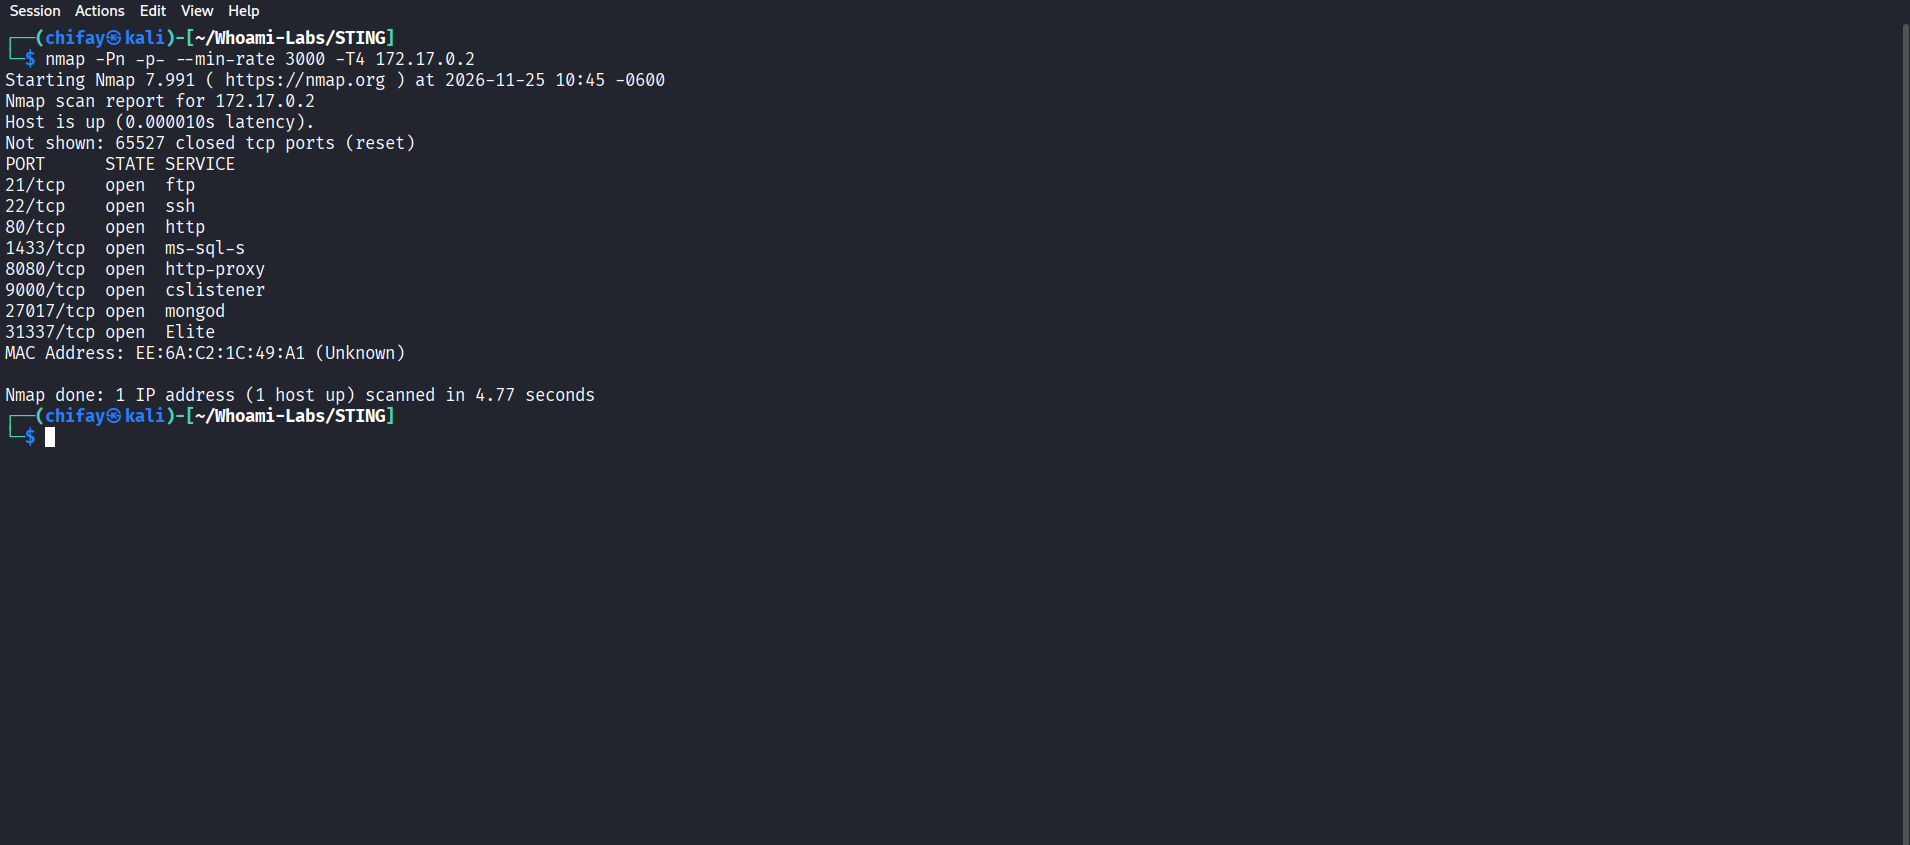 Session Actions Edit View Help
┌──(chifay㉿kali)-[~/Whoami-Labs/STING]
└─$ nmap -Pn -p- --min-rate 3000 -T4 172.17.0.2
Starting Nmap 7.991 ( https://nmap.org ) at 2026-11-25 10:45 -0600
Nmap scan report for 172.17.0.2
Host is up (0.000010s latency).
Not shown: 65527 closed tcp ports (reset)
PORT      STATE SERVICE
21/tcp    open  ftp
22/tcp    open  ssh
80/tcp    open  http
1433/tcp  open  ms-sql-s
8080/tcp  open  http-proxy
9000/tcp  open  cslistener
27017/tcp open  mongod
31337/tcp open  Elite
MAC Address: EE:6A:C2:1C:49:A1 (Unknown)
Nmap done: 1 IP address (1 host up) scanned in 4.77 seconds
┌──(chifay㉿kali)-[~/Whoami-Labs/STING]
└─$